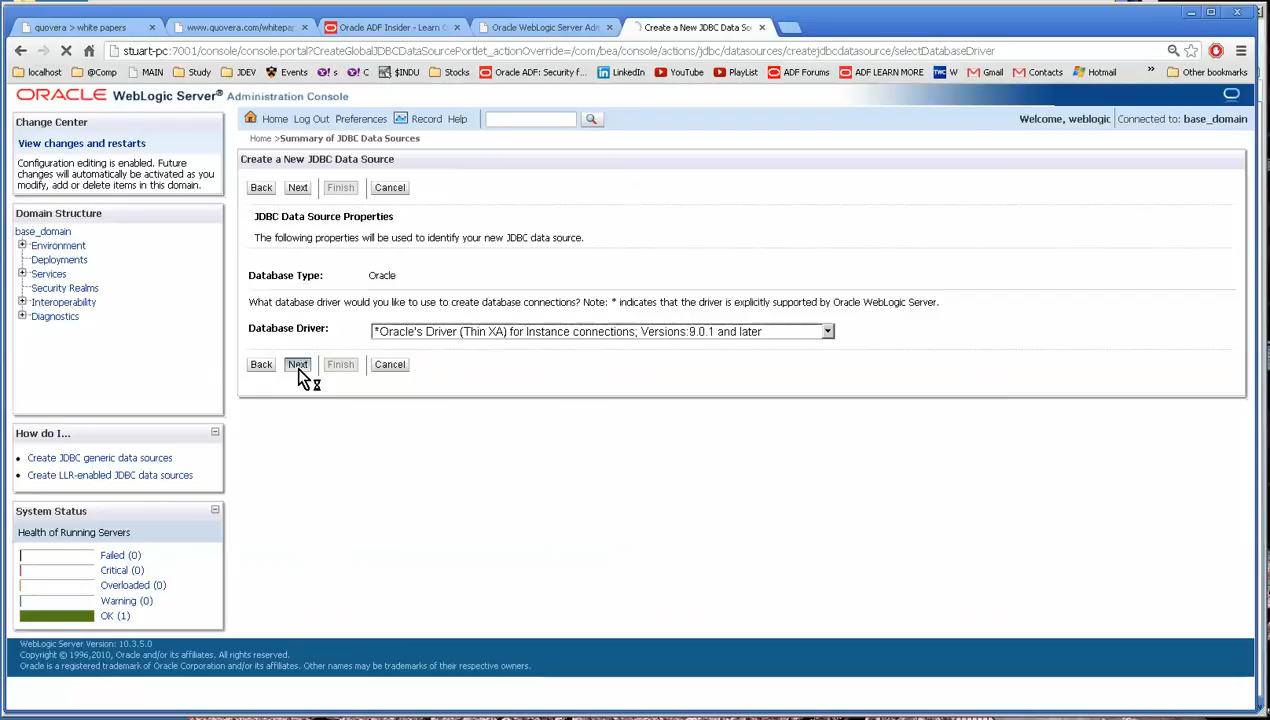 quovera > white papers
www.quovera.com/whitepap
Oracle ADF Insider - Learn O
Oracle WebLogic Server Adm
Create a New JDBC Data Sou
stuart-pc:7001/console/console.portal?CreateGlobalJDBCDataSourcePortlet_actionOverride=/com/bea/console/actions/jdbc/datasources/createjdbcdatasource/selectDatabaseDriver
localhost @Comp MAIN Study JDEV Events Y! s Y! C $INDU Stocks Oracle ADF: Security f... LinkedIn YouTube PlayList ADF Forums ADF LEARN MORE TWC W Gmail Contacts Hotmail » Other bookmarks
ORACLE WebLogic Server® Administration Console
Change Center
View changes and restarts
Configuration editing is enabled. Future
changes will automatically be activated as you
modify, add or delete items in this domain.
Domain Structure
base_domain
Environment
Deployments
Services
Security Realms
Interoperability
Diagnostics
How do I...
Create JDBC generic data sources
Create LLR-enabled JDBC data sources
System Status
Health of Running Servers
Failed (0)
Critical (0)
Overloaded (0)
Warning (0)
OK (1)
Home Log Out Preferences Record Help
Welcome, weblogic Connected to: base_domain
Home >Summary of JDBC Data Sources
Create a New JDBC Data Source
Back Next Finish Cancel
JDBC Data Source Properties
The following properties will be used to identify your new JDBC data source.
Database Type: Oracle
What database driver would you like to use to create database connections? Note: * indicates that the driver is explicitly supported by Oracle WebLogic Server.
Database Driver: *Oracle's Driver (Thin XA) for Instance connections; Versions:9.0.1 and later
Back Next Finish Cancel
WebLogic Server Version: 10.3.5.0
Copyright © 1996,2010, Oracle and/or its affiliates. All rights reserved.
Oracle is a registered trademark of Oracle Corporation and/or its affiliates. Other names may be trademarks of their respective owners.